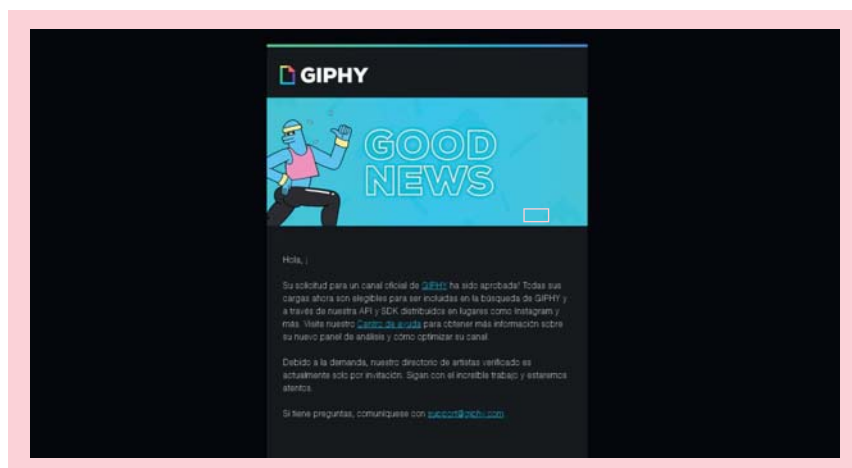 GIPHY
GOOD
NEWS
Hola,
Su solicitud para un canal oficial de GIPHY ha sido aprobada! Todas sus
cargas ahora son elegibles para ser incluidas en la búsqueda de GIPHY y
a través de nuestra API y SDK distribuidos en lugares como Instagram y
más. Visite nuestro Centro de ayuda para obtener más información sobre
su nuevo panel de análisis y cómo optimizar su canal.
Debido a la demanda, nuestro directorio de artistas verificado es
actualmente solo por invitación. Sigan con el increíble trabajo y estaremos
atentos.
Si tiene preguntas, comuníquese con support@giphy.com.